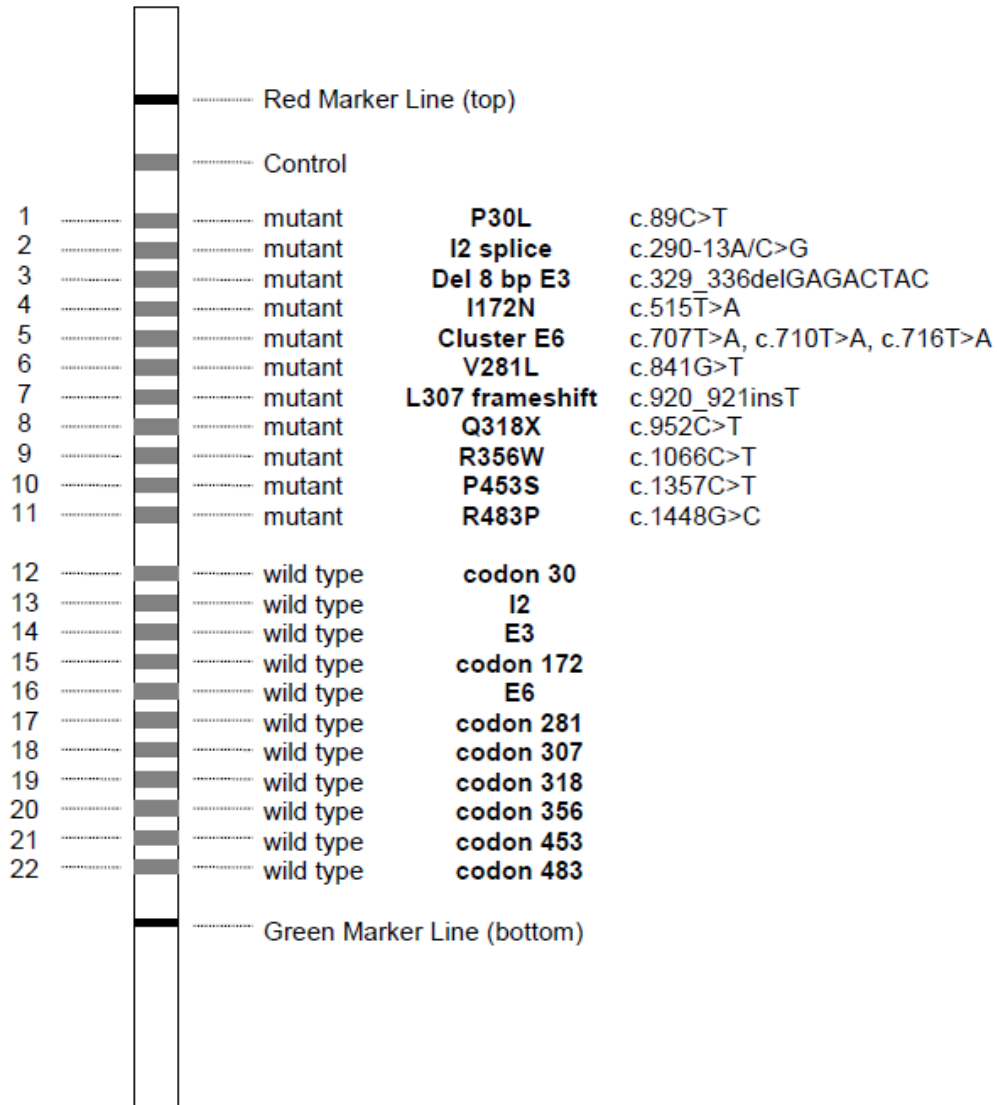 Red Marker Line (top)
Control
1 mutant P30L c.89C>T
2 mutant I2 splice c.290-13A/C>G
3 mutant Del 8 bp E3 c.329_336delGAGACTAC
4 mutant I172N c.515T>A
5 mutant Cluster E6 c.707T>A, c.710T>A, c.716T>A
6 mutant V281L c.841G>T
7 mutant L307 frameshift c.920_921insT
8 mutant Q318X c.952C>T
9 mutant R356W c.1066C>T
10 mutant P453S c.1357C>T
11 mutant R483P c.1448G>C
12 wild type codon 30
13 wild type I2
14 wild type E3
15 wild type codon 172
16 wild type E6
17 wild type codon 281
18 wild type codon 307
19 wild type codon 318
20 wild type codon 356
21 wild type codon 453
22 wild type codon 483
Green Marker Line (bottom)